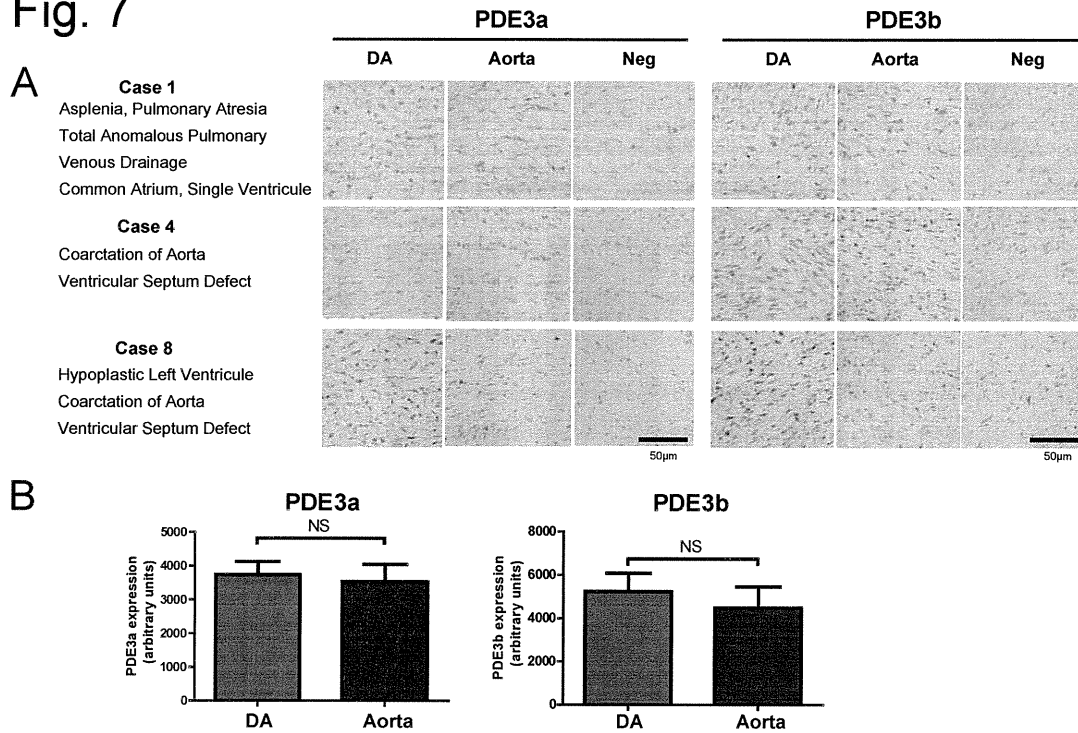 Fig. 7
PDE3a
PDE3b
DA
Aorta
Neg
DA
Aorta
Neg
A
Case 1
Asplenia, Pulmonary Atresia
Total Anomalous Pulmonary
Venous Drainage
Common Atrium, Single Ventricule
Case 4
Coarctation of Aorta
Ventricular Septum Defect
Case 8
Hypoplastic Left Ventricule
Coarctation of Aorta
Ventricular Septum Defect
50μm
50μm
B
PDE3a
NS
PDE3a expression
(arbitrary units)
5000
4000
3000
2000
1000
0
DA
Aorta
PDE3b
NS
PDE3b expression
(arbitrary units)
8000
6000
4000
2000
0
DA
Aorta